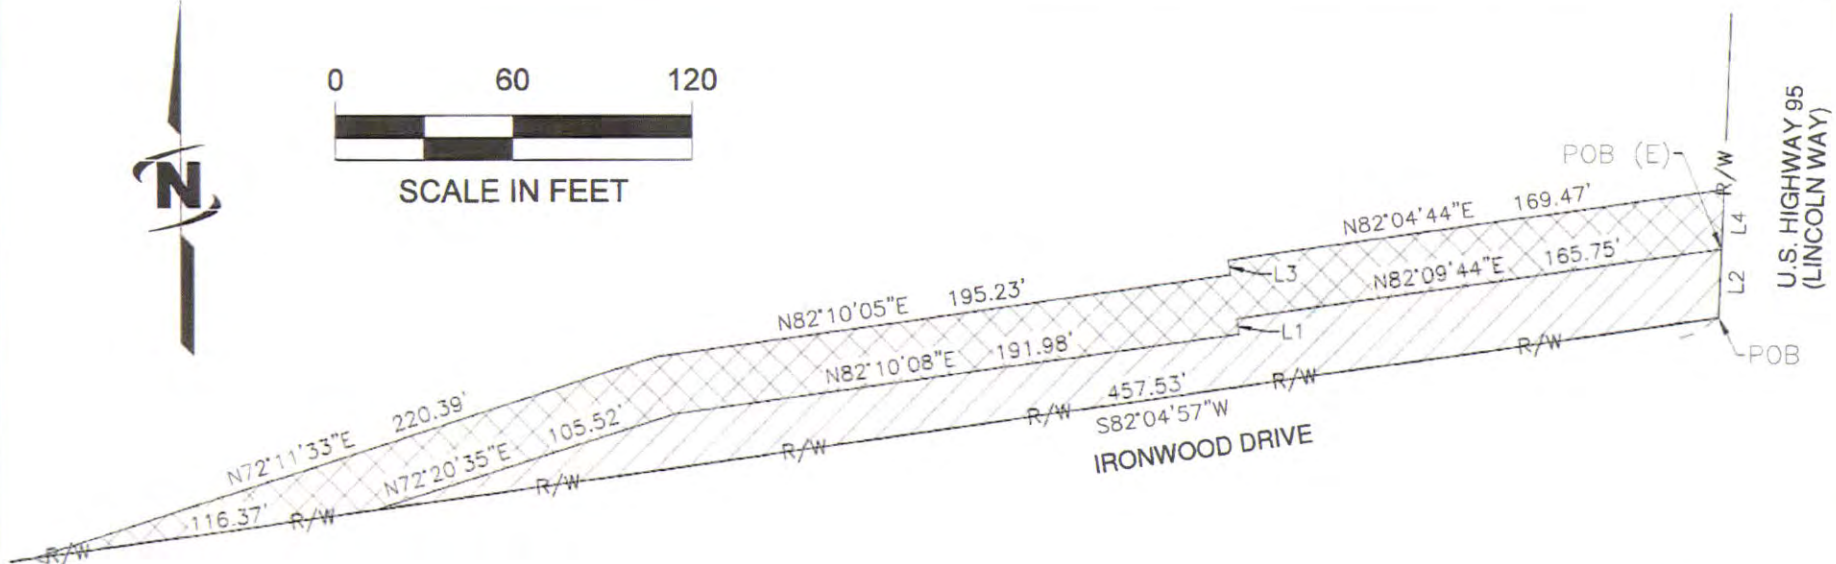 0 60 120
SCALE IN FEET
N
U.S. HIGHWAY 95
(LINCOLN WAY)
R/W
POB (E)
N82°04'44"E 169.47'
L4
L3
N82°09'44"E 165.75'
L2
N82°10'05"E 195.23'
L1
POB
N82°10'08"E 191.98'
R/W
R/W
457.53'
R/W
S82°04'57"W
IRONWOOD DRIVE
N72°11'33"E 220.39'
N72°20'35"E 105.52'
R/W
R/W
116.37'
R/W
R/W